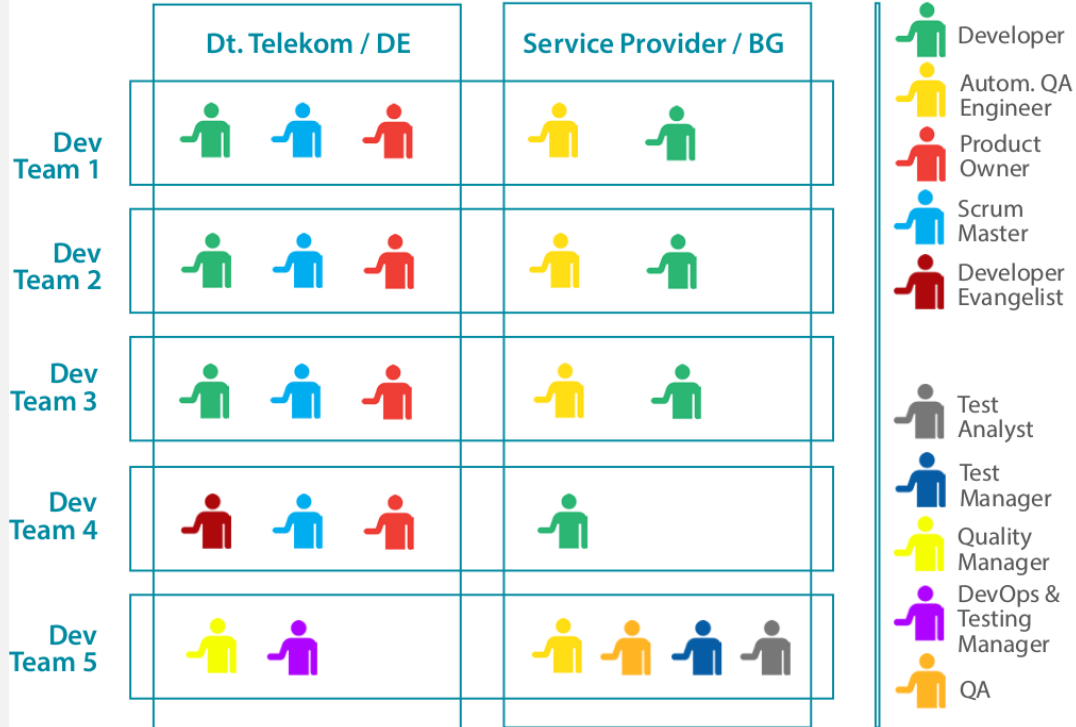 Dt. Telekom / DE
Service Provider / BG
Dev
Team 1
Dev
Team 2
Dev
Team 3
Dev
Team 4
Dev
Team 5
Developer
Autom. QA
Engineer
Product
Owner
Scrum
Master
Developer
Evangelist
Test
Analyst
Test
Manager
Quality
Manager
DevOps &
Testing
Manager
QA